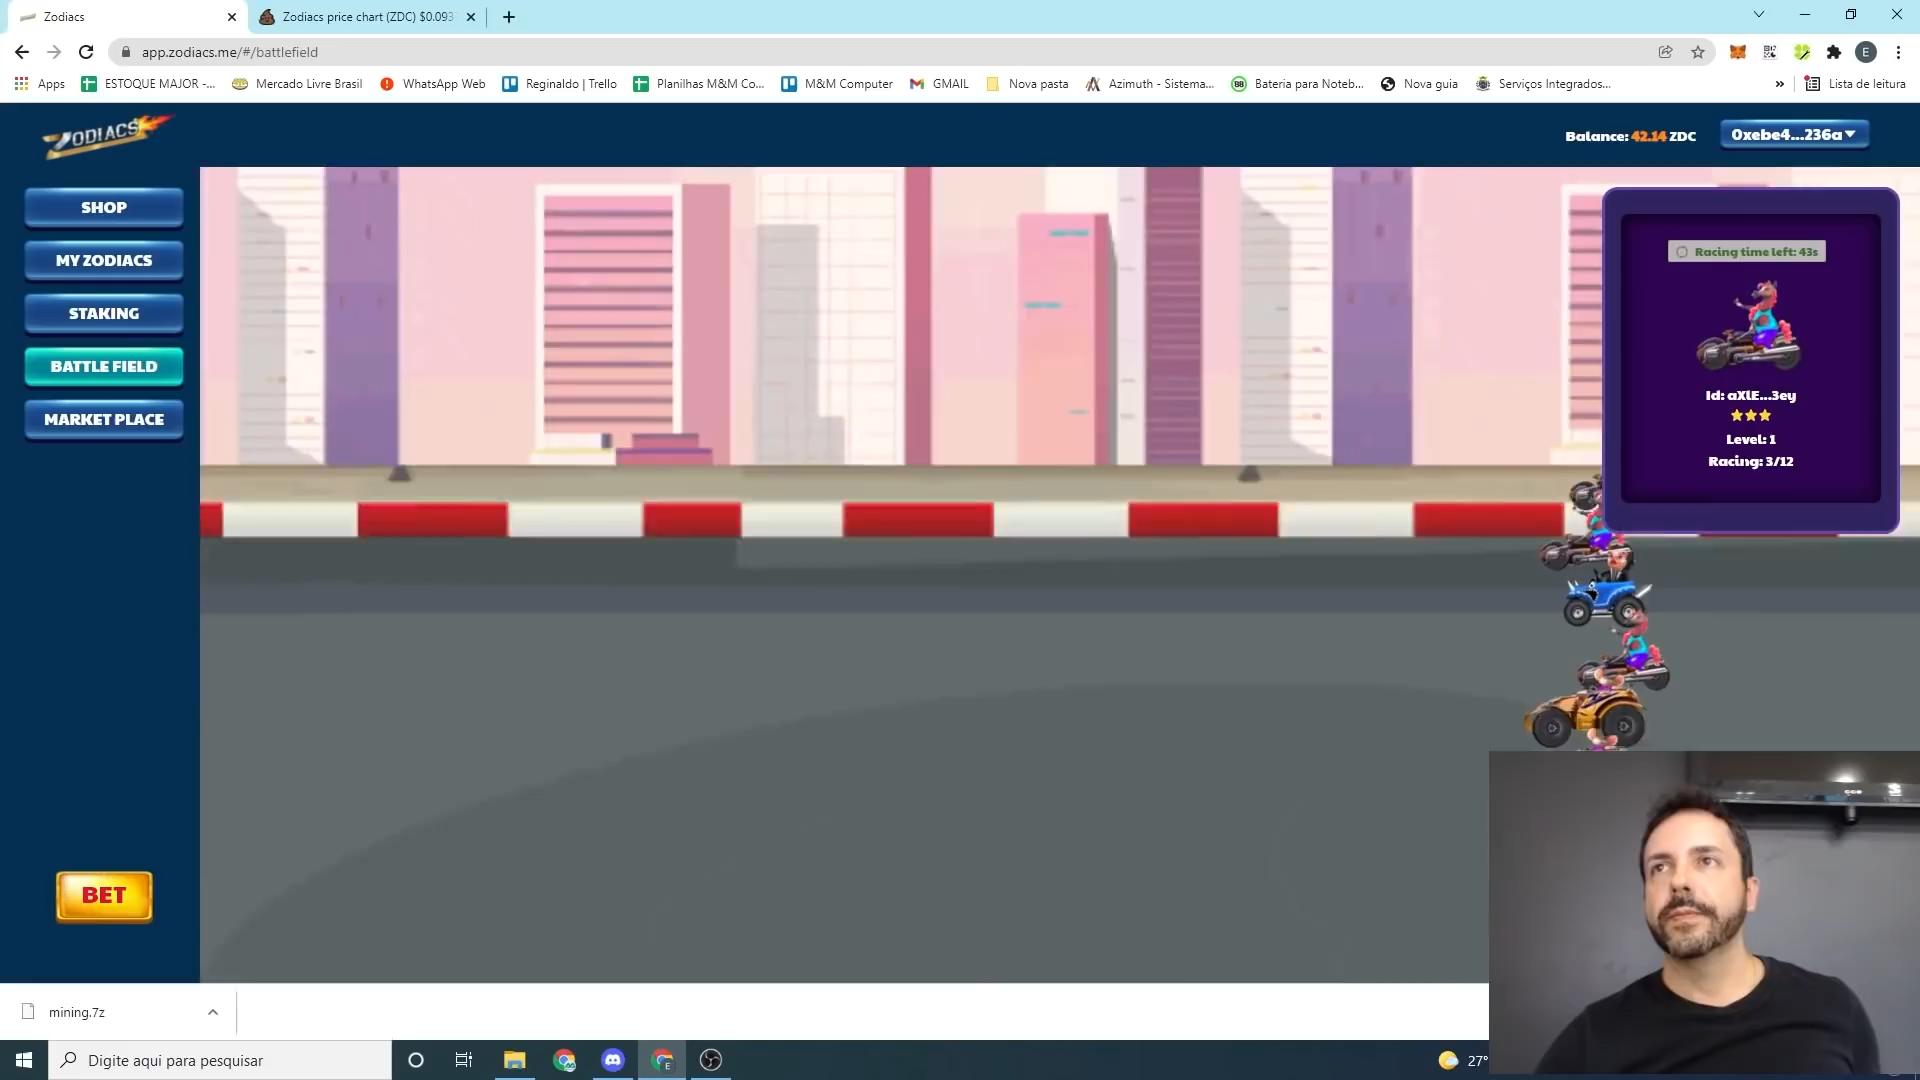 Zodiacs
Zodiacs price chart (ZDC) $0.093
app.zodiacs.me/#/battlefield
E
Apps
ESTOQUE MAJOR -...
Mercado Livre Brasil
WhatsApp Web
Reginaldo | Trello
Planilhas M&M Co...
M&M Computer
GMAIL
Nova pasta
Azimuth - Sistema...
BB
Bateria para Noteb...
Nova guia
Serviços Integrados...
»
Lista de leitura
ZODIACS
Balance: 42.14 ZDC
0xebe4...236a
SHOP
MY ZODIACS
STAKING
BATTLE FIELD
MARKET PLACE
Racing time left: 43s
Id: aXlE...3ey
Level: 1
Racing: 3/12
BET
mining.7z
Digite aqui para pesquisar
E
27°